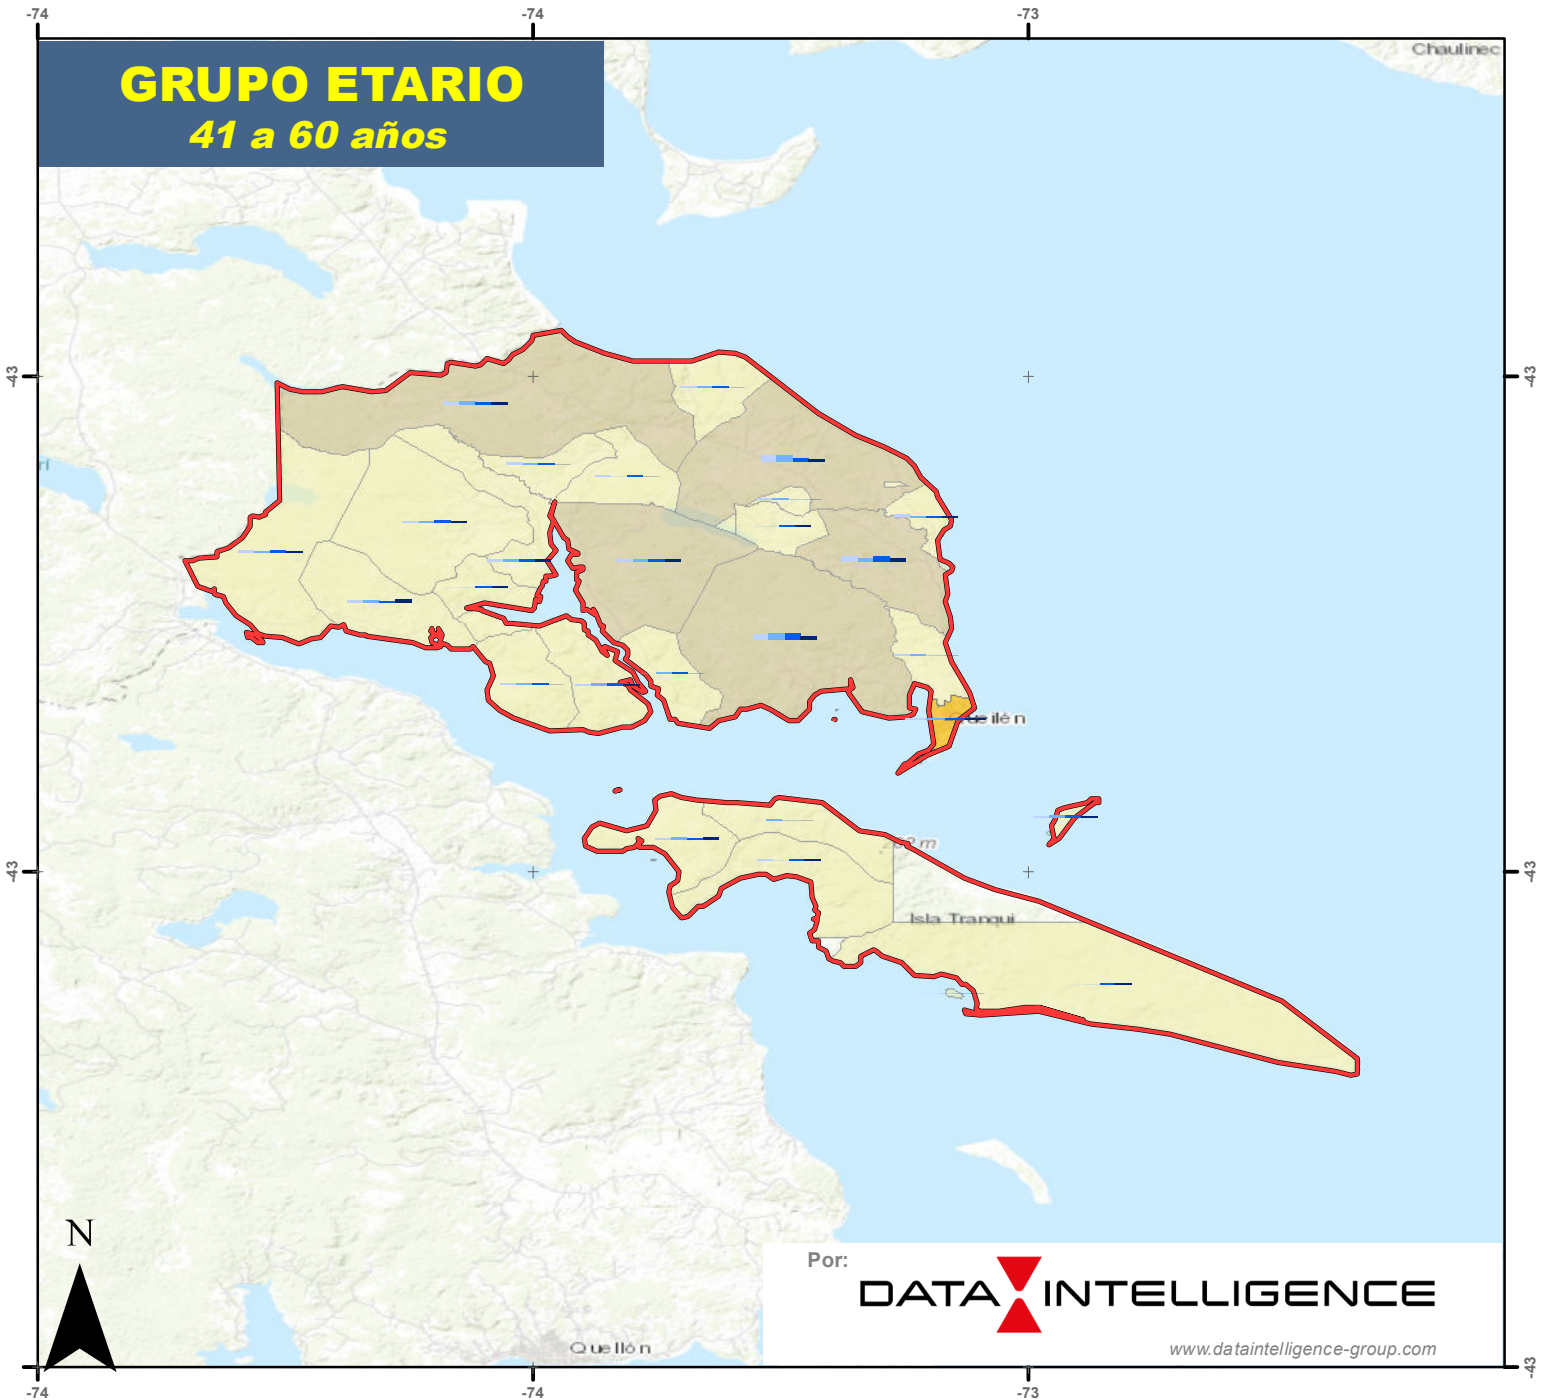 -74
-74
-73
Chaulinec
GRUPO ETARIO
41 a 60 años
-43
-43
-43
-43
Isla Tranqui
N
Por:
DATA INTELLIGENCE
www.dataintelligence-group.com
Quellón
-43
-74
-74
-73